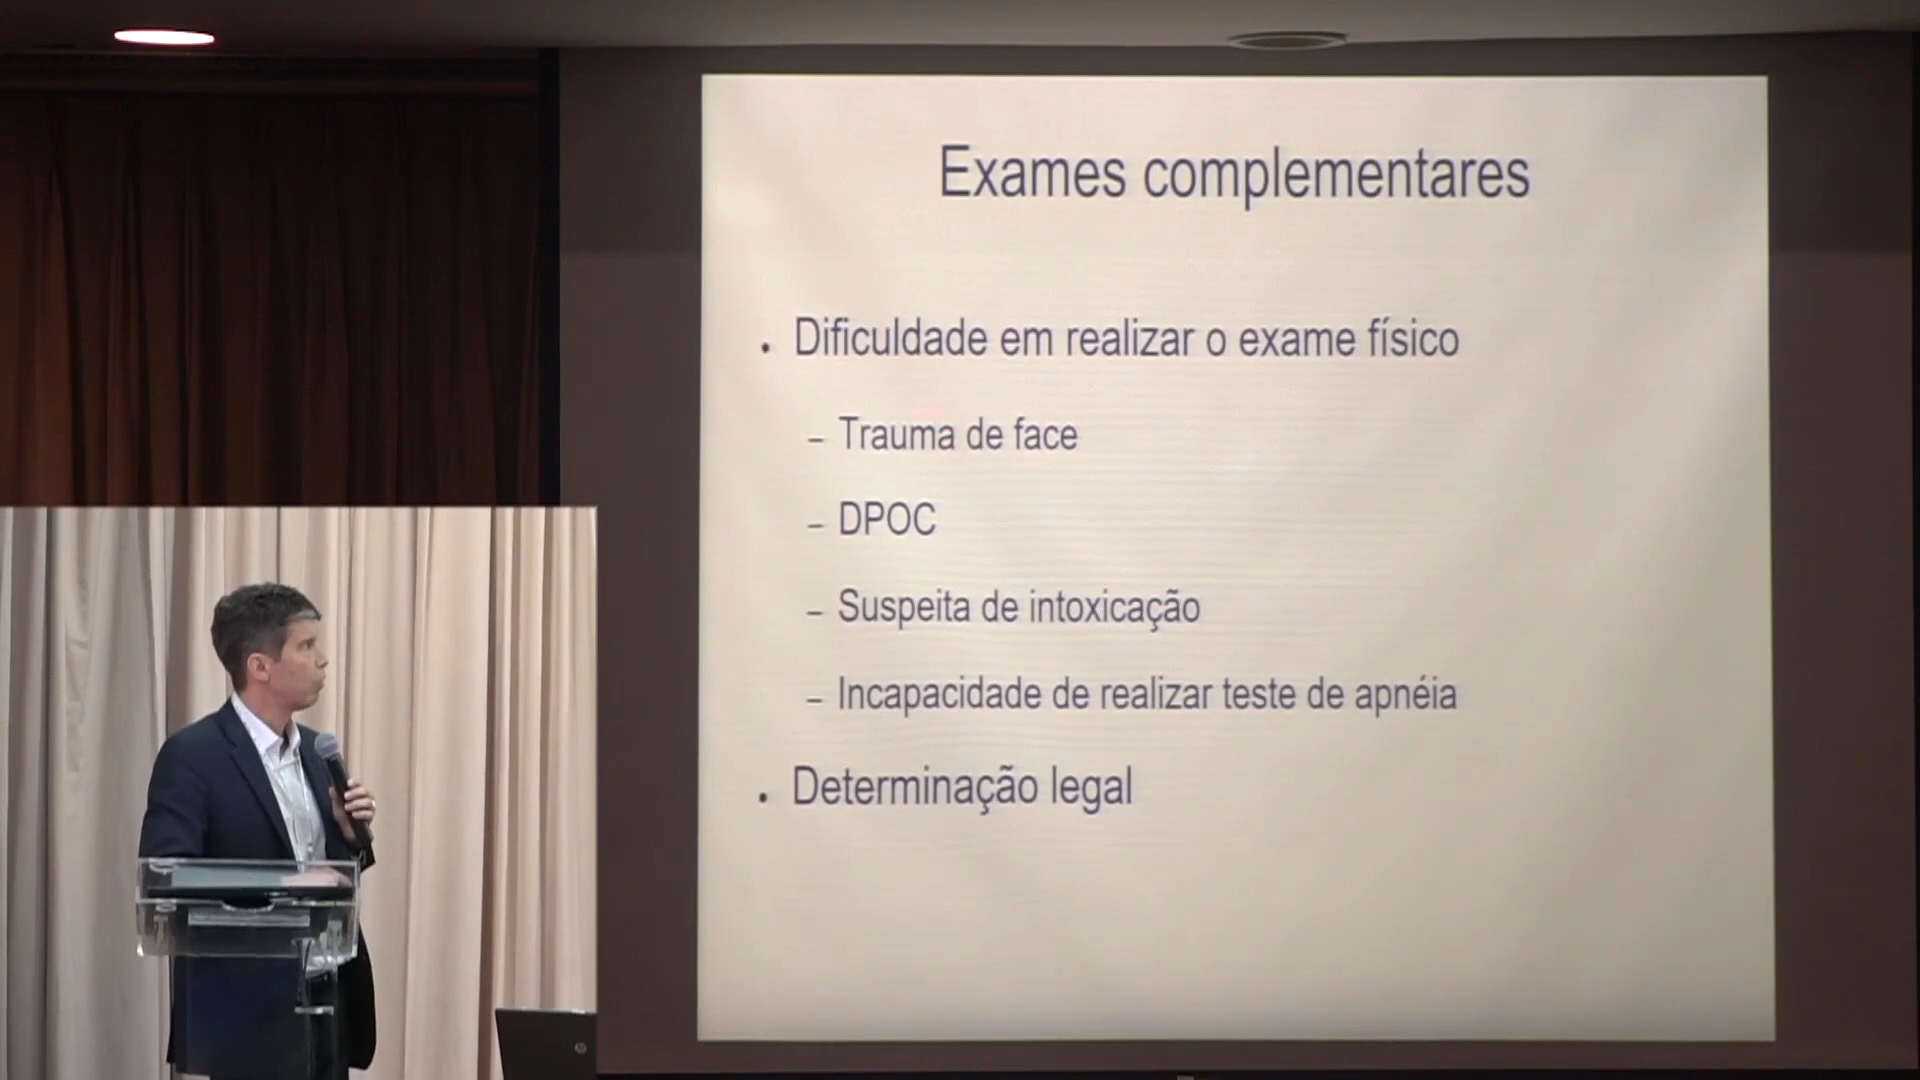 Exames complementares
• Dificuldade em realizar o exame físico
– Trauma de face
– DPOC
– Suspeita de intoxicação
– Incapacidade de realizar teste de apnéia
• Determinação legal